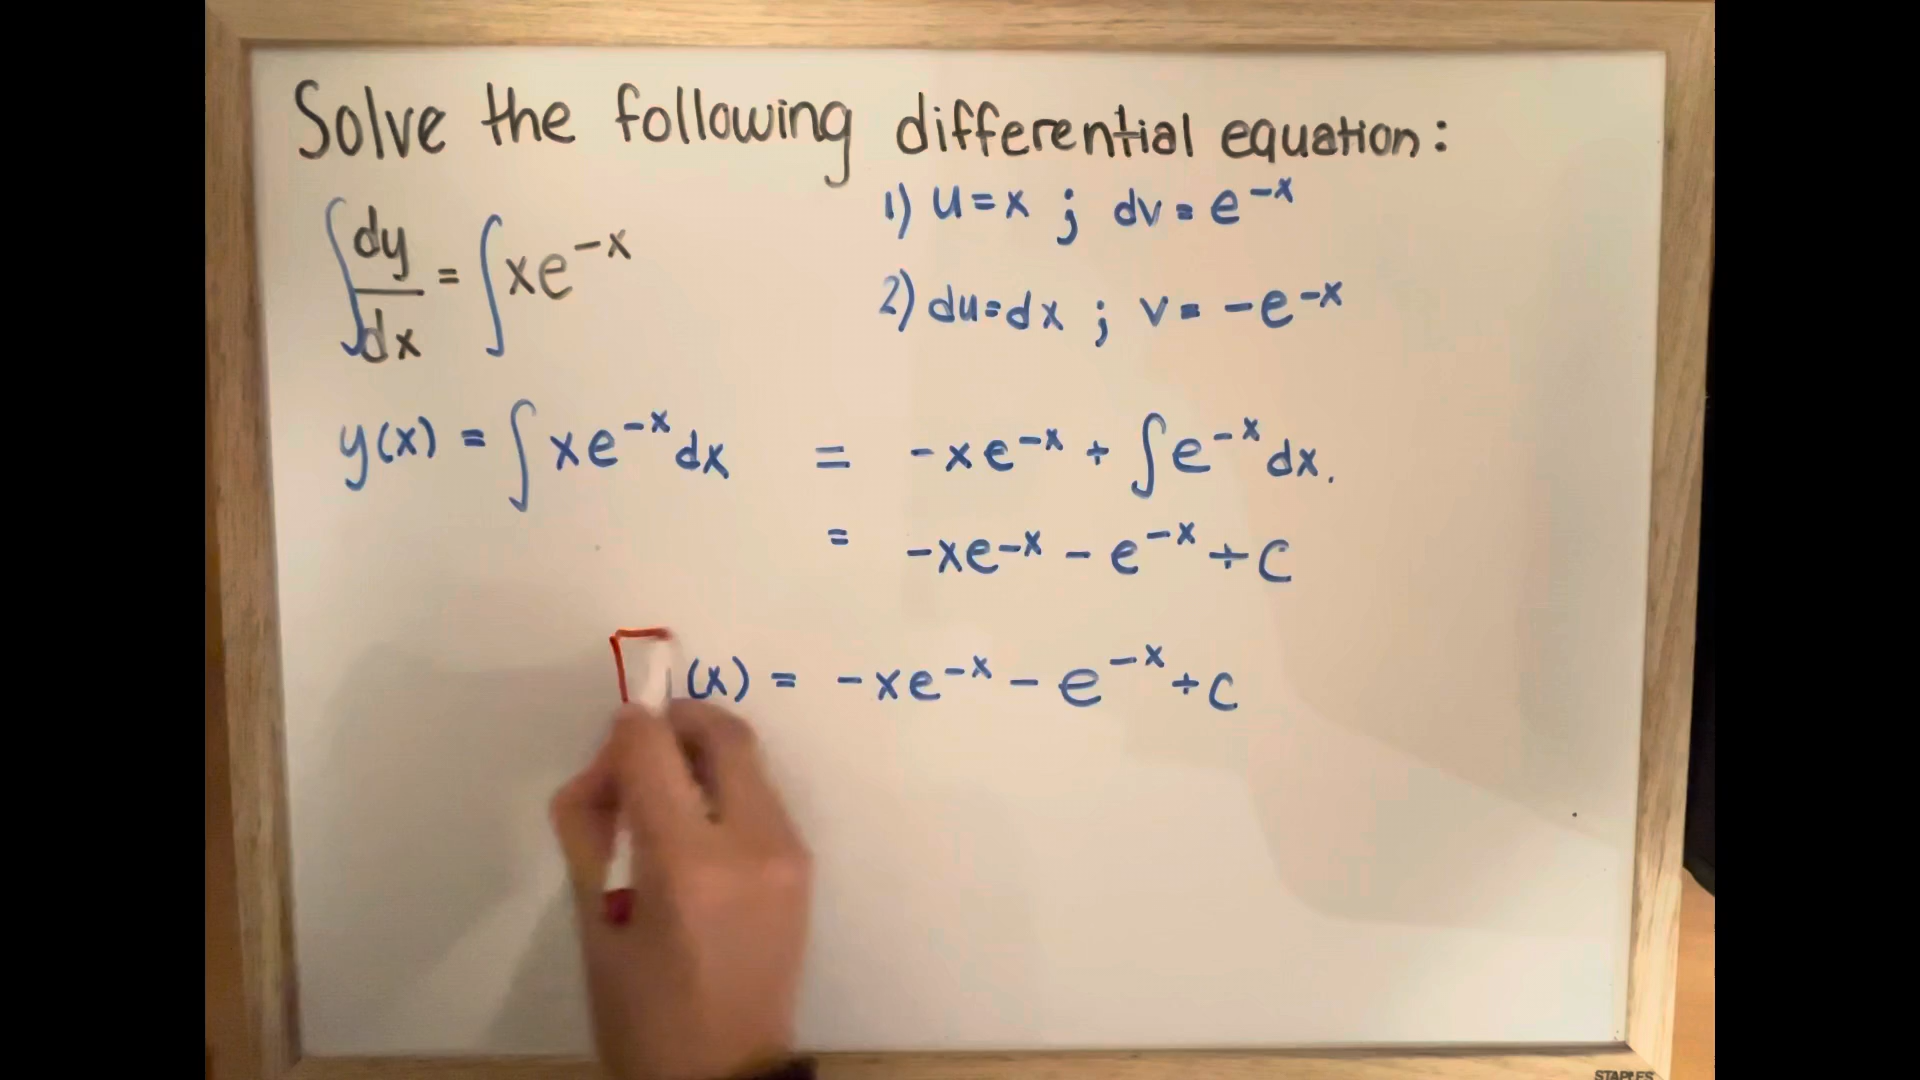 Solve the following differential equation:
∫dy/dx = ∫xe^-x
1) u = x ; dv = e^-x
2) du = dx ; v = -e^-x
y(x) = ∫xe^-x dx = -xe^-x + ∫e^-x dx.
= -xe^-x - e^-x + C
(x) = -xe^-x - e^-x + C
STAPLES